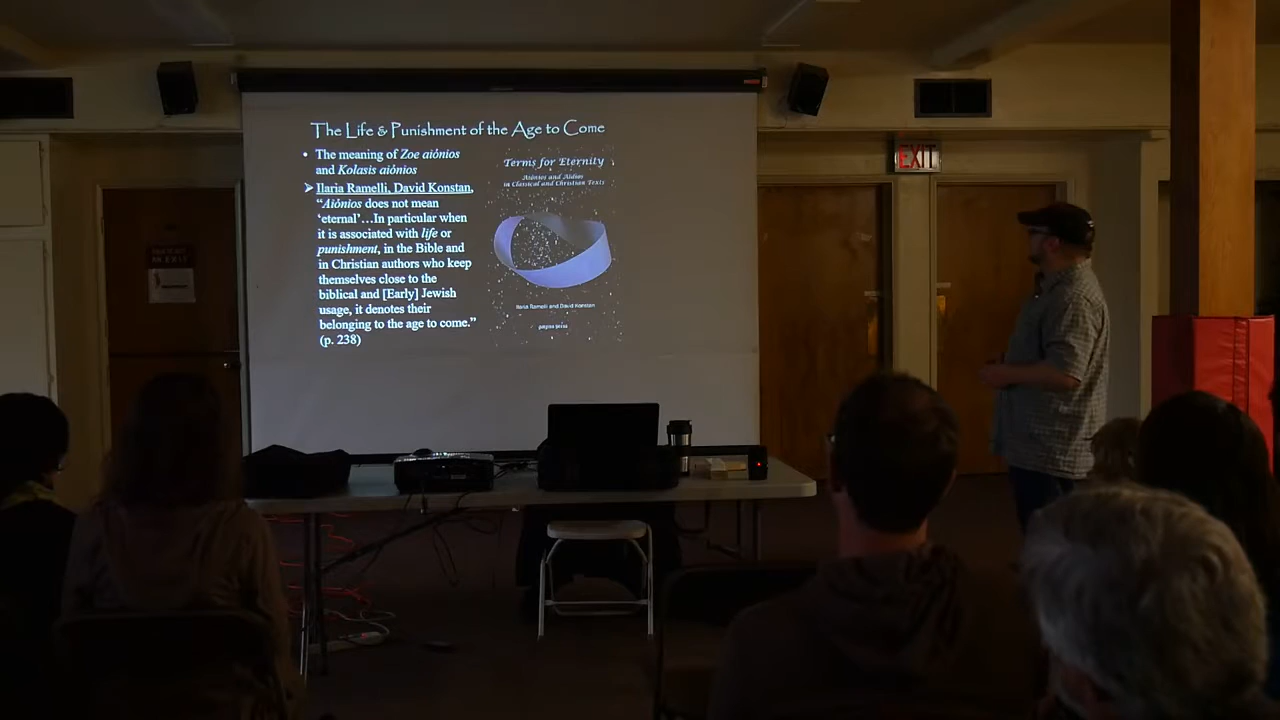 The Life & Punishment of the Age to Come
• The meaning of Zoe aiónios
and Kolasis aiónios
➢ Ilaria Ramelli, David Konstan,
“Aiónios does not mean
‘eternal’…In particular when
it is associated with life or
punishment, in the Bible and
in Christian authors who keep
themselves close to the
biblical and [Early] Jewish
usage, it denotes their
belonging to the age to come.”
(p. 238)
Terms for Eternity
Aiónios and Aídios
in Classical and Christian Texts
Ilaria Ramelli and David Konstan
gorgias press
EXIT